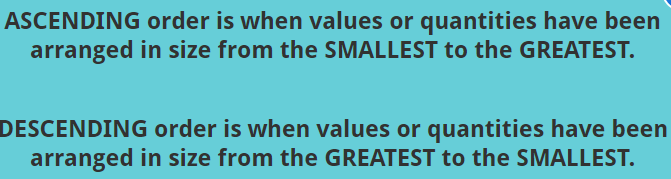 ASCENDING order is when values or quantities have been
arranged in size from the SMALLEST to the GREATEST.
DESCENDING order is when values or quantities have been
arranged in size from the GREATEST to the SMALLEST.